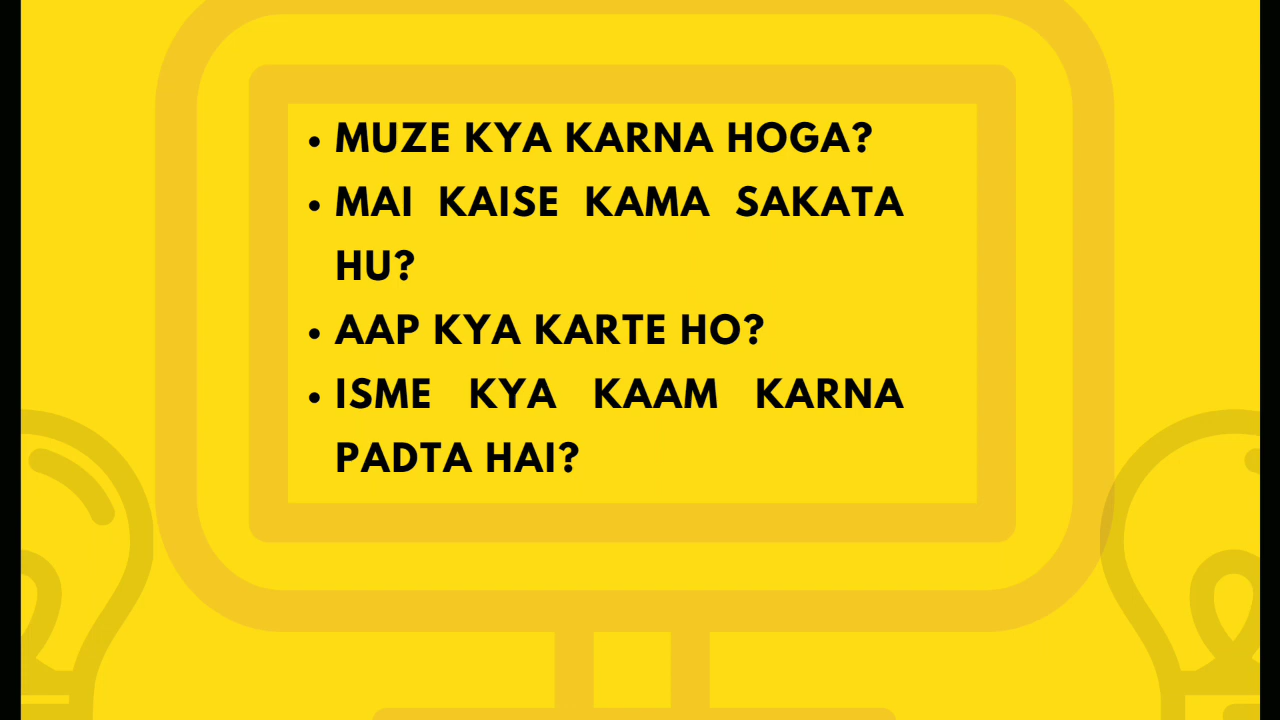 • MUZE KYA KARNA HOGA?
• MAI KAISE KAMA SAKATA
HU?
• AAP KYA KARTE HO?
• ISME KYA KAAM KARNA
PADTA HAI?